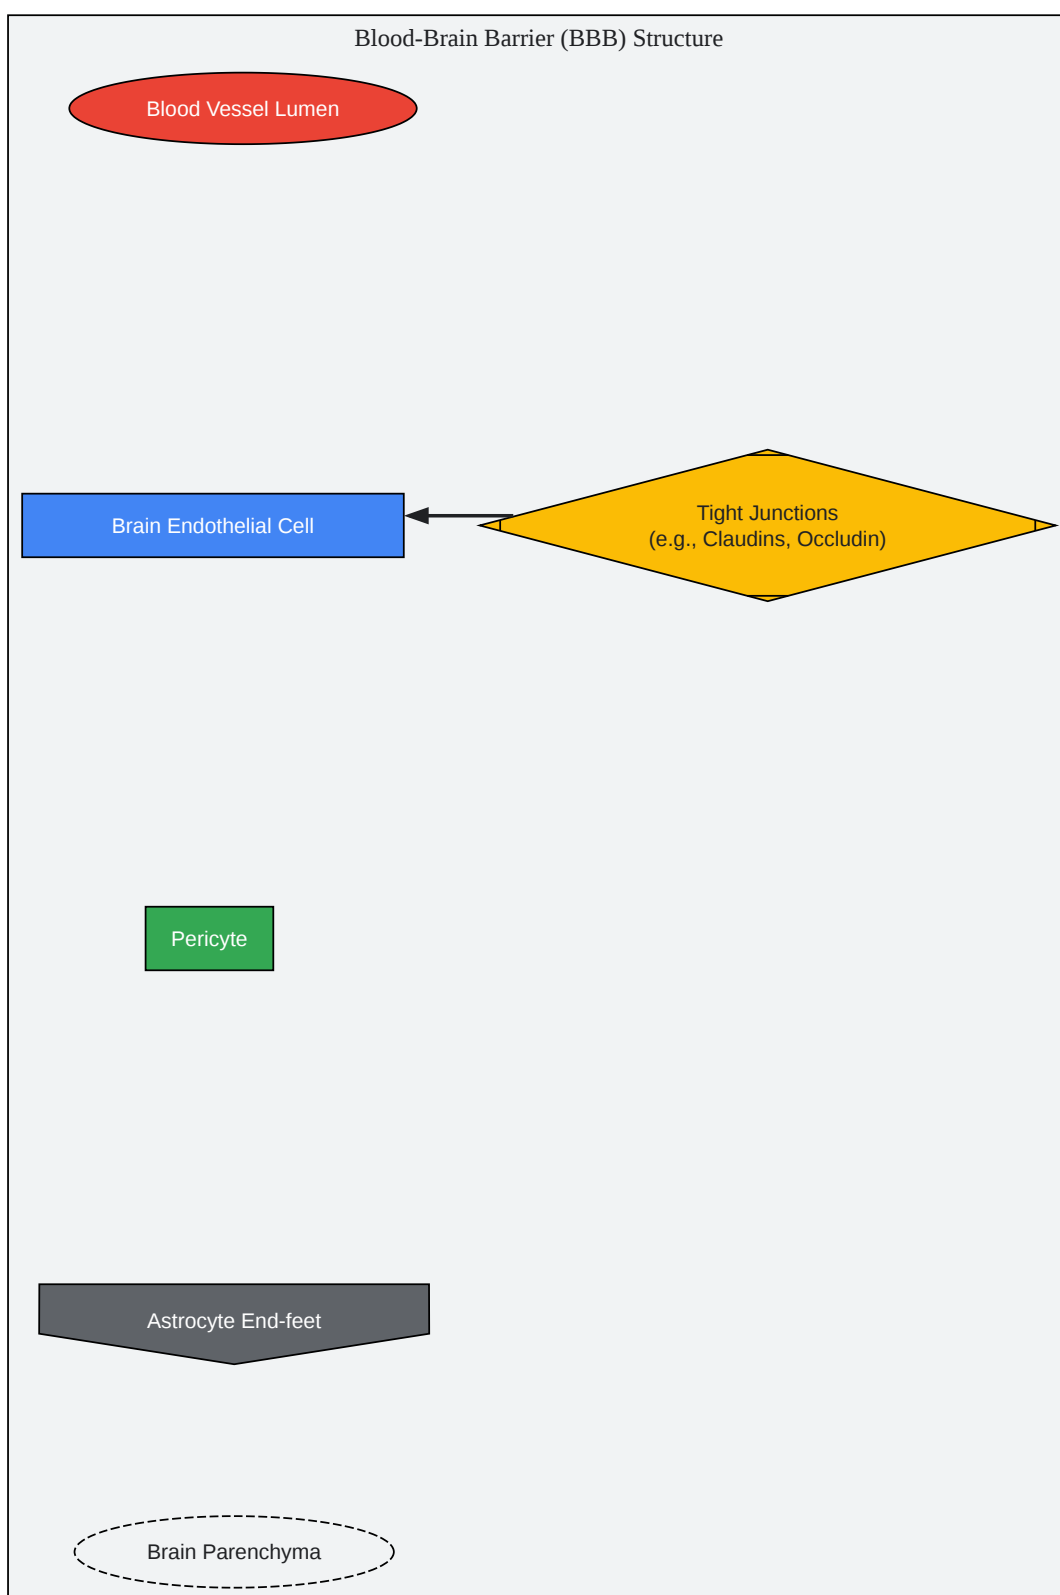 Blood-Brain Barrier (BBB) Structure
Blood Vessel Lumen
Brain Endothelial Cell
Tight Junctions
(e.g., Claudins, Occludin)
Pericyte
Astrocyte End-feet
Brain Parenchyma